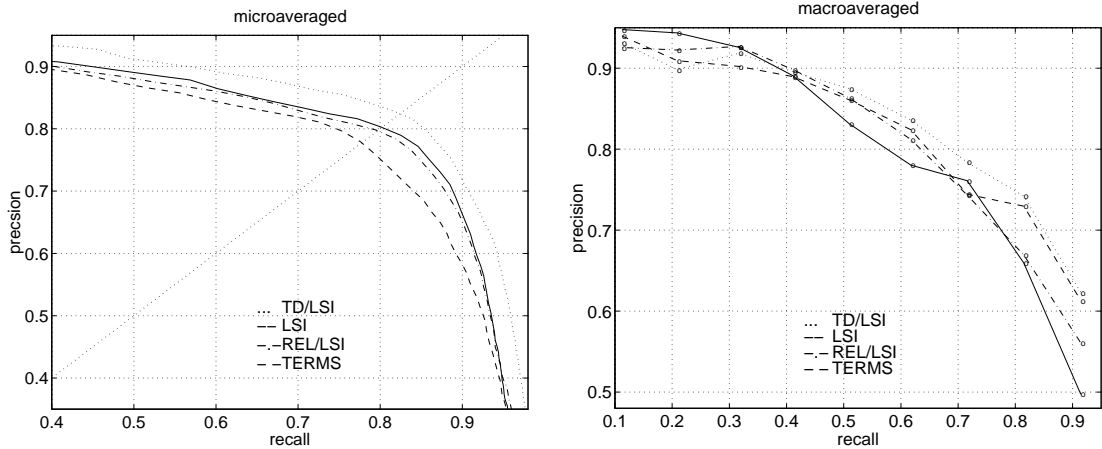 microaveraged
0.9
0.8
0.7
0.6
0.5
0.4
precsion
... TD/LSI
— LSI
-.- REL/LSI
-- TERMS
0.4 0.5 0.6 0.7 0.8 0.9
recall
macroaveraged
0.9
0.8
0.7
0.6
0.5
precision
... TD/LSI
— LSI
-.- REL/LSI
-- TERMS
0.1 0.2 0.3 0.4 0.5 0.6 0.7 0.8 0.9
recall